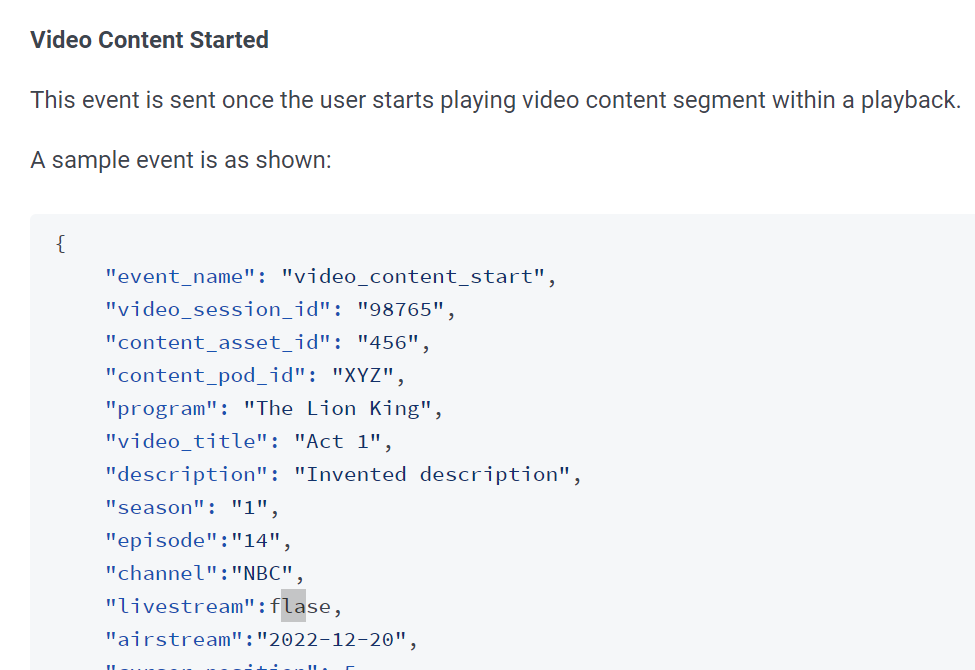 Video Content Started
This event is sent once the user starts playing video content segment within a playback.
A sample event is as shown:
{
"event_name": "video_content_start",
"video_session_id": "98765",
"content_asset_id": "456",
"content_pod_id": "XYZ",
"program": "The Lion King",
"video_title": "Act 1",
"description": "Invented description",
"season": "1",
"episode":"14",
"channel":"NBC",
"livestream":flase,
"airstream":"2022-12-20",